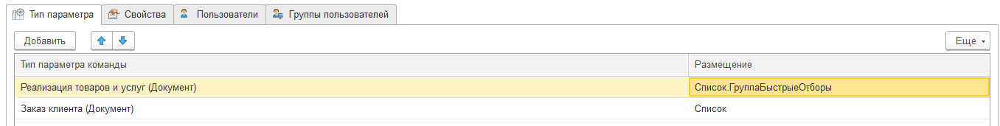 Тип параметра Свойства Пользователи Группы пользователей
Добавить Еще
Тип параметра команды Размещение
Реализация товаров и услуг (Документ) Список.ГруппаБыстрыеОтборы
Заказ клиента (Документ) Список